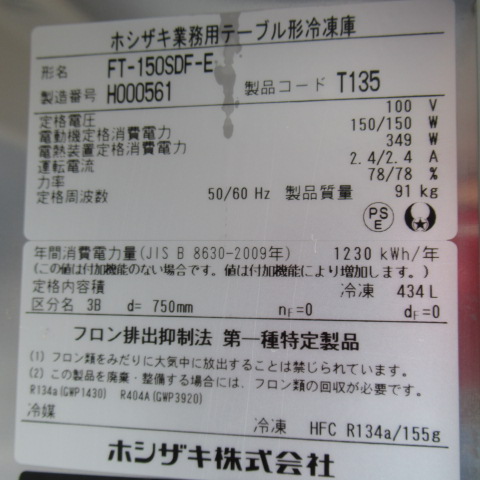 ホシザキ業務用テーブル形冷凍庫
形名 FT-150SDF-E
製造番号 H000561 製品コード T135
定格電圧 100 V
電動機定格消費電力 150/150 W
電熱装置定格消費電力 349 W
運転電流 2.4/2.4 A
力率 78/78 %
定格周波数 50/60 Hz 製品質量 91 kg
PS
E
年間消費電力量(JIS B 8630-2009年) 1230 kWh/年
(この値は付加機能のない場合です。値は付加機能により増加します。)
定格内容積 冷凍 434 L
区分名 3B d= 750mm nF=0 dF=0
フロン排出抑制法 第一種特定製品
(1) フロン類をみだりに大気中に放出することは禁じられています。
(2) この製品を廃棄・整備する場合には、フロン類の回収が必要です。
R134a(GWP1430) R404A(GWP3920)
冷媒
冷凍 HFC R134a/155g
ホシザキ株式会社